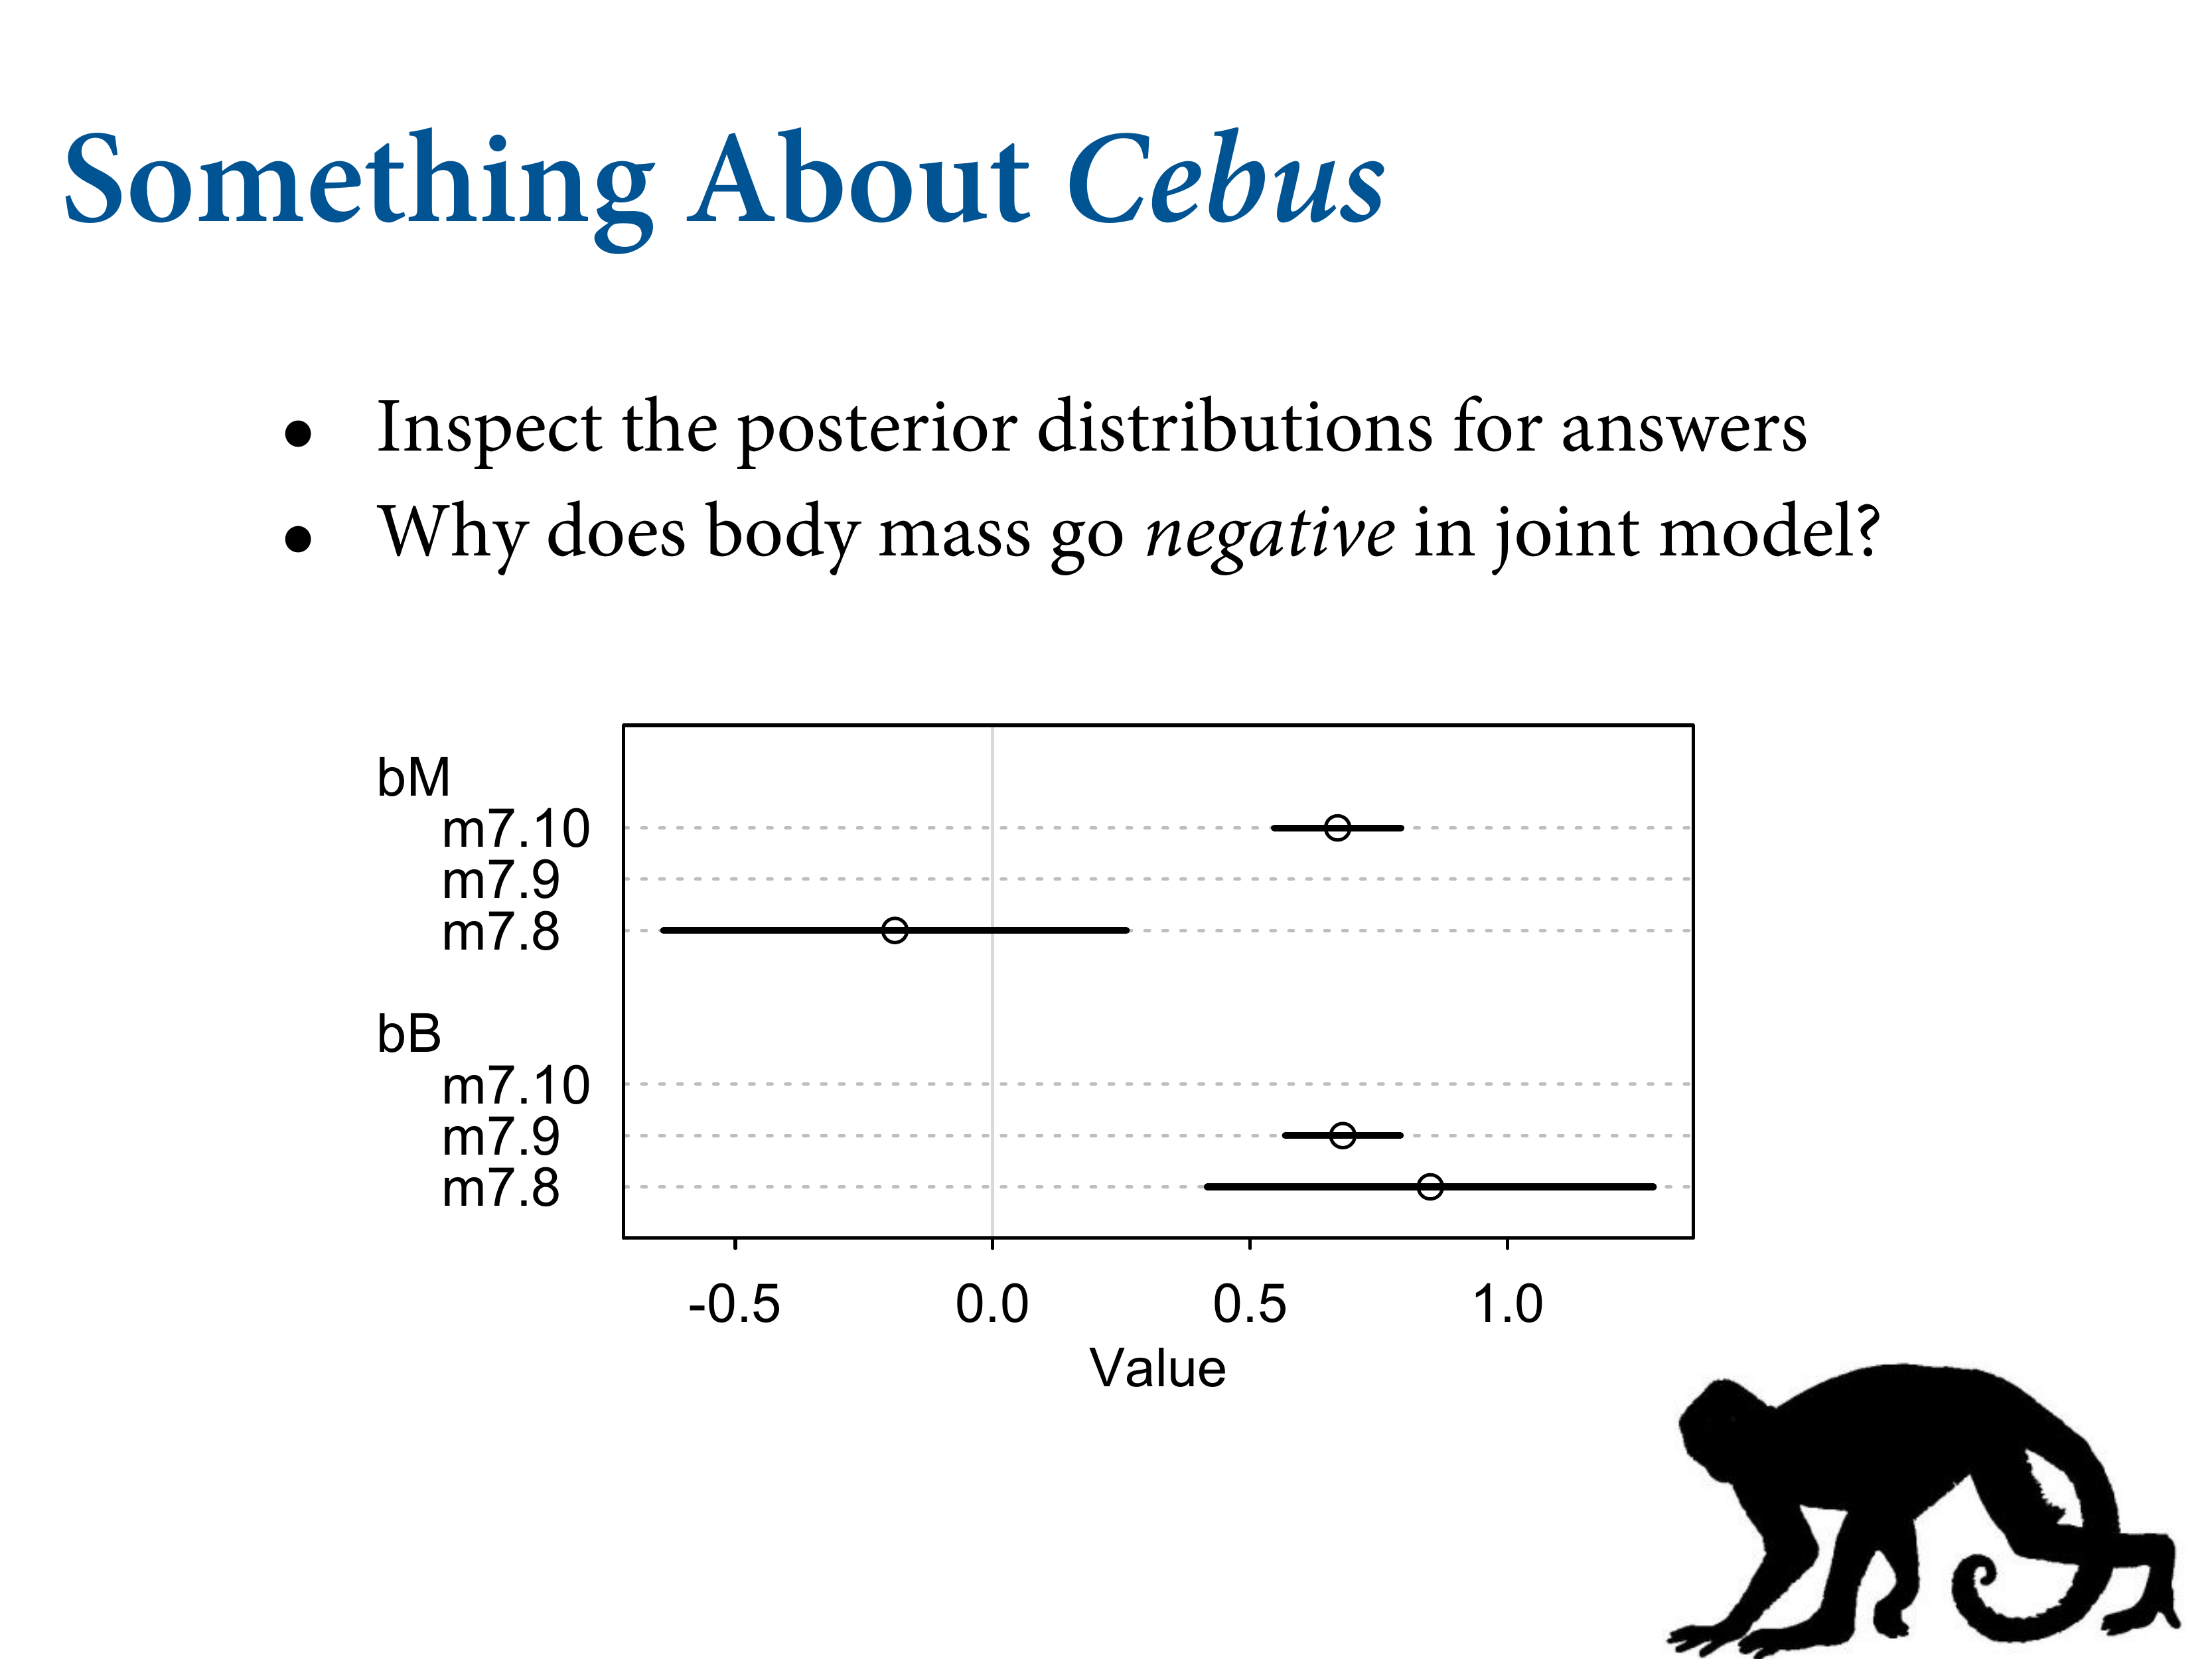 Something About Cebus
• Inspect the posterior distributions for answers
• Why does body mass go negative in joint model?
bM
m7.10
m7.9
m7.8
bB
m7.10
m7.9
m7.8
-0.5 0.0 0.5 1.0
Value